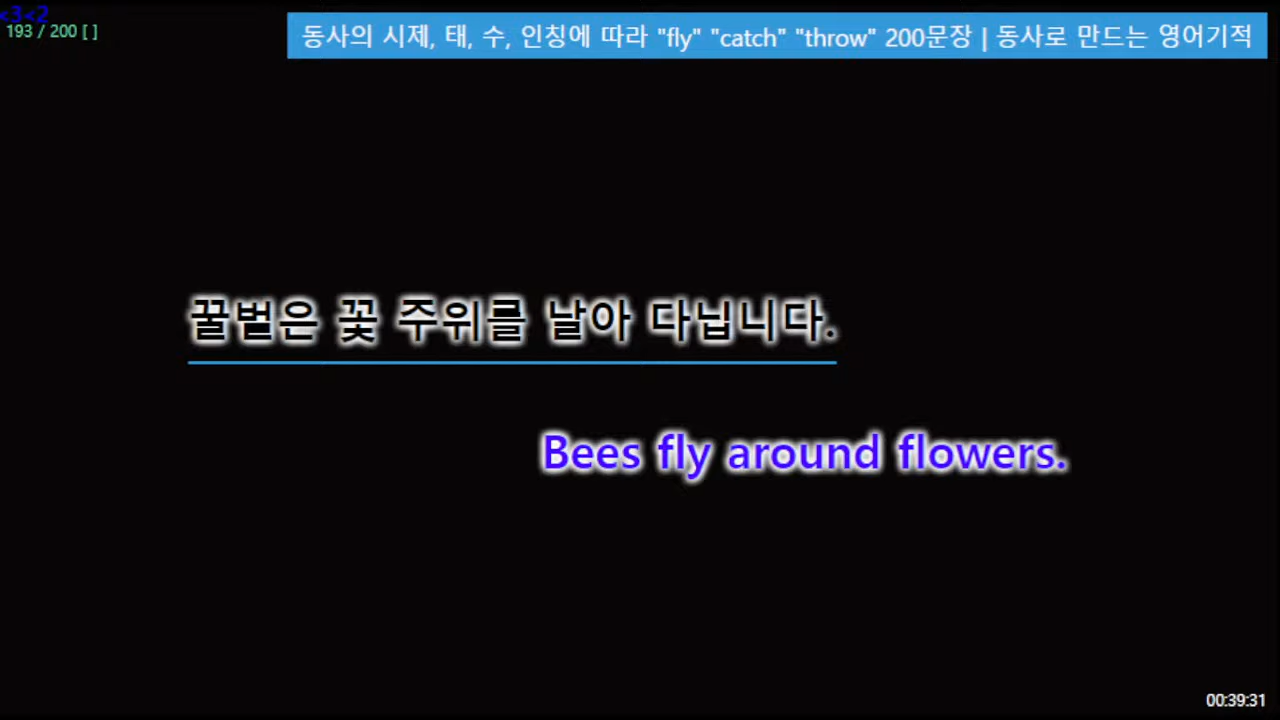 <3<2
193 / 200 [ ]
동사의 시제, 태, 수, 인칭에 따라 "fly" "catch" "throw" 200문장 | 동사로 만드는 영어기적
꿀벌은 꽃 주위를 날아 다닙니다.
Bees fly around flowers.
00:39:31